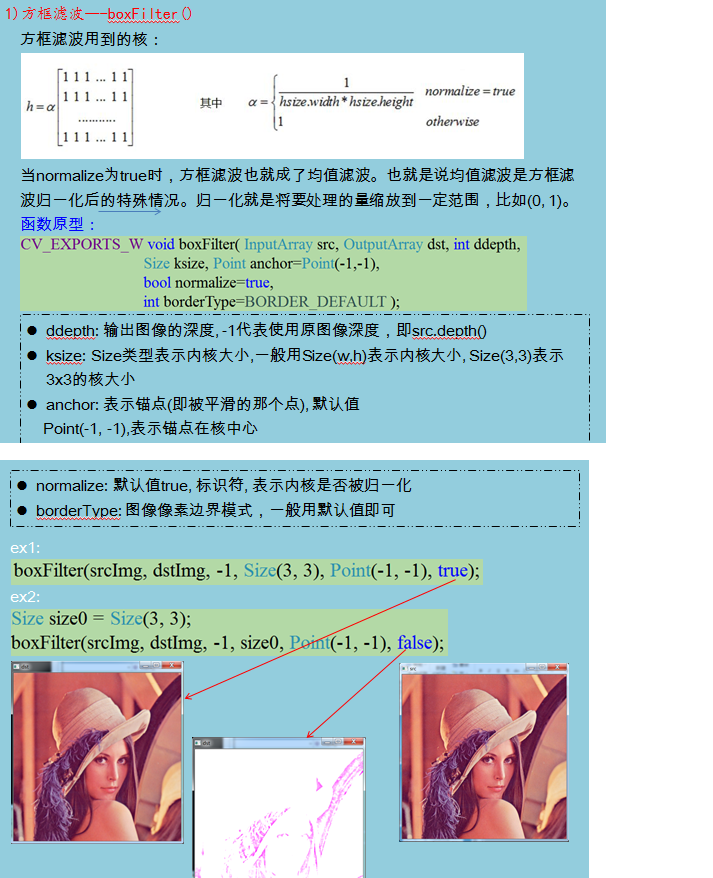 1)方框滤波---boxFilter()
方框滤波用到的核：
h=α [1 1 1 ... 1 1
1 1 1 ... 1 1
...........
1 1 1 ... 1 1]
其中 α= { 1 / hsize.width*hsize.height normalize = true
1 otherwise
当normalize为true时，方框滤波也就成了均值滤波。也就是说均值滤波是方框滤
波归一化后的特殊情况。归一化就是将要处理的量缩放到一定范围，比如(0, 1)。
函数原型：
CV_EXPORTS_W void boxFilter( InputArray src, OutputArray dst, int ddepth,
Size ksize, Point anchor=Point(-1,-1),
bool normalize=true,
int borderType=BORDER_DEFAULT );
● ddepth: 输出图像的深度, -1代表使用原图像深度，即src.depth()
● ksize: Size类型表示内核大小,一般用Size(w,h)表示内核大小, Size(3,3)表示
3x3的核大小
● anchor: 表示锚点(即被平滑的那个点), 默认值
Point(-1, -1),表示锚点在核中心
● normalize: 默认值true, 标识符, 表示内核是否被归一化
● borderType: 图像像素边界模式，一般用默认值即可
ex1:
boxFilter(srcImg, dstImg, -1, Size(3, 3), Point(-1, -1), true);
ex2:
Size size0 = Size(3, 3);
boxFilter(srcImg, dstImg, -1, size0, Point(-1, -1), false);
dst
src
dst